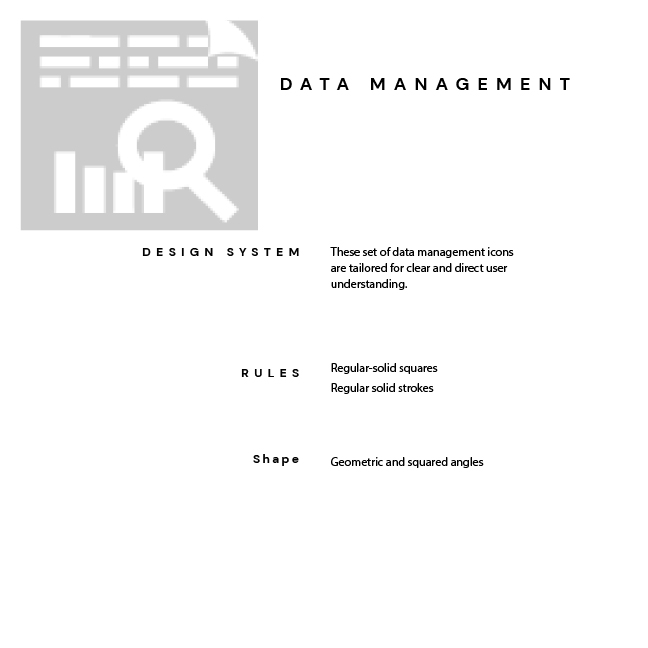 DATA MANAGEMENT
DESIGN SYSTEM
These set of data management icons
are tailored for clear and direct user
understanding.
RULES
Regular-solid squares
Regular solid strokes
Shape
Geometric and squared angles